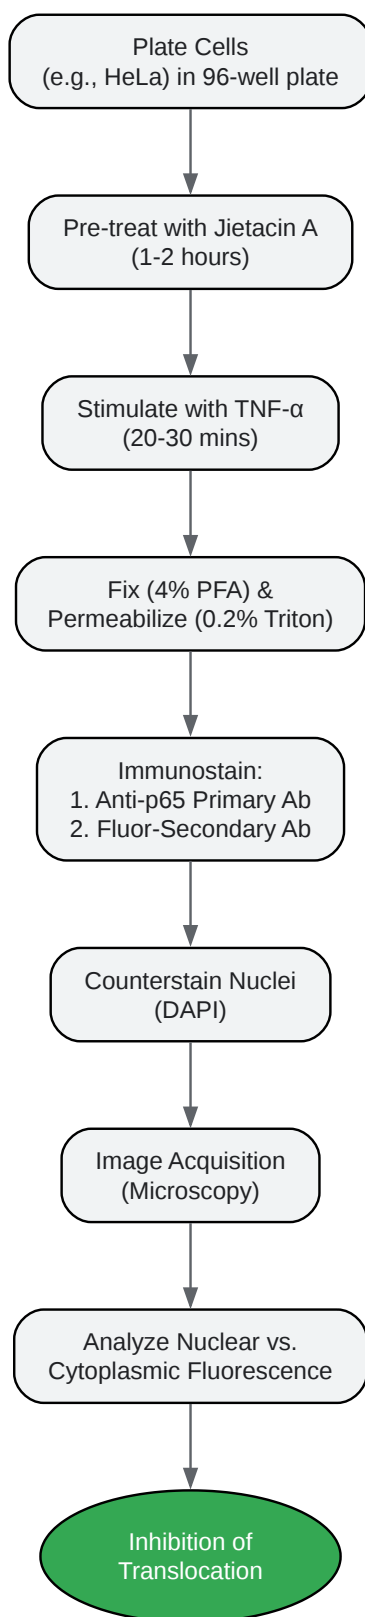 Plate Cells
(e.g., HeLa) in 96-well plate
Pre-treat with Jietacin A
(1-2 hours)
Stimulate with TNF-α
(20-30 mins)
Fix (4% PFA) &
Permeabilize (0.2% Triton)
Immunostain:
1. Anti-p65 Primary Ab
2. Fluor-Secondary Ab
Counterstain Nuclei
(DAPI)
Image Acquisition
(Microscopy)
Analyze Nuclear vs.
Cytoplasmic Fluorescence
Inhibition of
Translocation